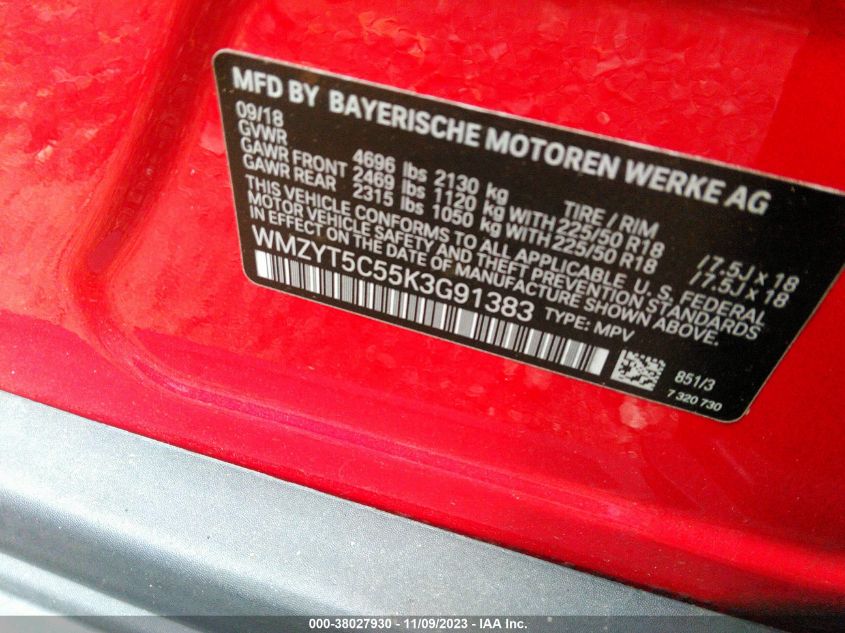 MFD BY BAYERISCHE MOTOREN WERKE AG
09/18
GVWR 4696 lbs 2130 kg TIRE / RIM
GAWR FRONT 2469 lbs 1120 kg WITH 225/50 R18 /7.5J x 18
GAWR REAR 2315 lbs 1050 kg WITH 225/50 R18 /7.5J x 18
THIS VEHICLE CONFORMS TO ALL APPLICABLE U. S. FEDERAL
MOTOR VEHICLE SAFETY AND THEFT PREVENTION STANDARDS
IN EFFECT ON THE DATE OF MANUFACTURE SHOWN ABOVE.
WMZYT5C55K3G91383 TYPE: MPV
851/3
7 320 730
000-38027930 - 11/09/2023 - IAA Inc.